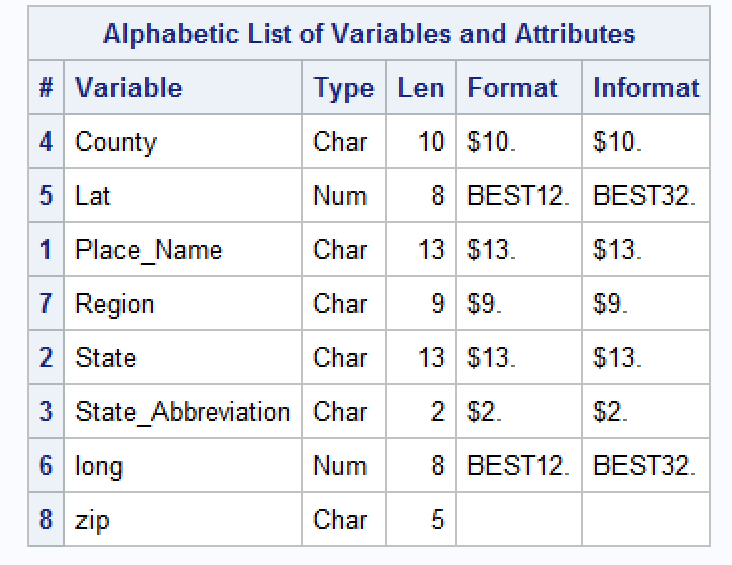 Alphabetic List of Variables and Attributes
# Variable Type Len Format Informat
4 County Char 10 $10. $10.
5 Lat Num 8 BEST12. BEST32.
1 Place_Name Char 13 $13. $13.
7 Region Char 9 $9. $9.
2 State Char 13 $13. $13.
3 State_Abbreviation Char 2 $2. $2.
6 long Num 8 BEST12. BEST32.
8 zip Char 5